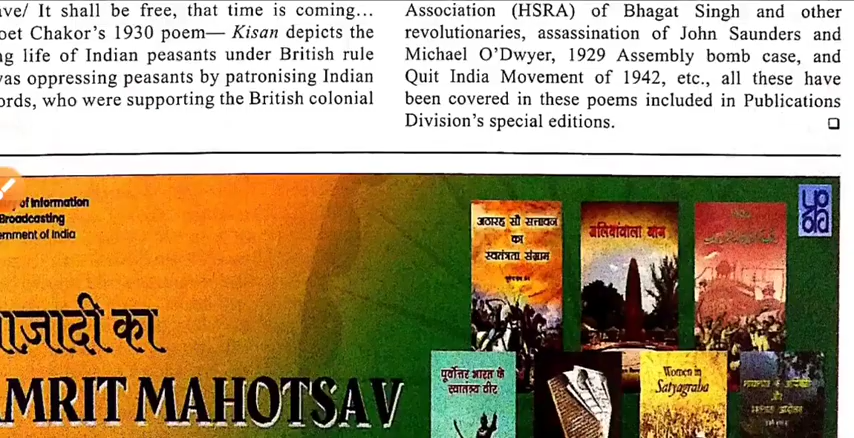 ave/ It shall be free, that time is coming...
oet Chakor's 1930 poem— Kisan depicts the
ng life of Indian peasants under British rule
vas oppressing peasants by patronising Indian
ords, who were supporting the British colonial
Association (HSRA) of Bhagat Singh and other
revolutionaries, assassination of John Saunders and
Michael O'Dwyer, 1929 Assembly bomb case, and
Quit India Movement of 1942, etc., all these have
been covered in these poems included in Publications
Division's special editions.
of Information
Broadcasting
ernment of India
ज़ादी का
MRIT MAHOTSAV
अठारह सौ सत्तावन
का
स्वतंत्रता संग्राम
जलियांवाला बाग
पूर्वोत्तर भारत के
स्वातंत्र्य वीर
Women in
Satyagraha